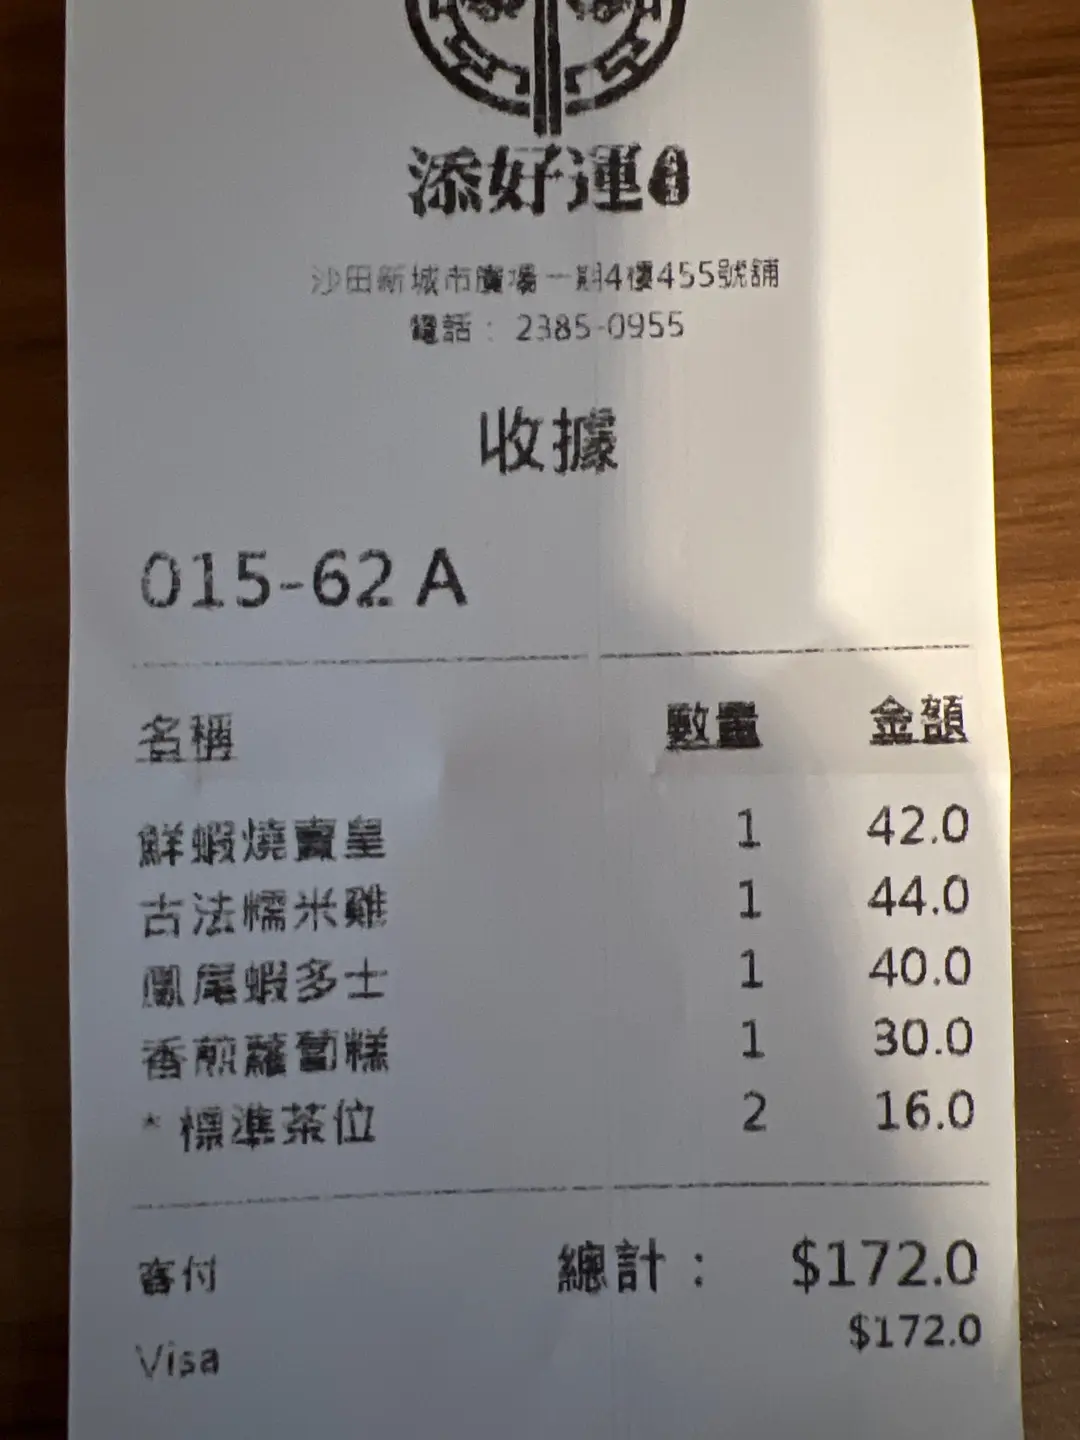 添好運
沙田新城市廣場一期4樓455號舖
電話： 2385-0955
收據
015-62 A
名稱 數量 金額
鮮蝦燒賣皇 1 42.0
古法糯米雞 1 44.0
鳳尾蝦多士 1 40.0
香煎蘿蔔糕 1 30.0
* 標準茶位 2 16.0
客付 總計： $172.0
$172.0
Visa